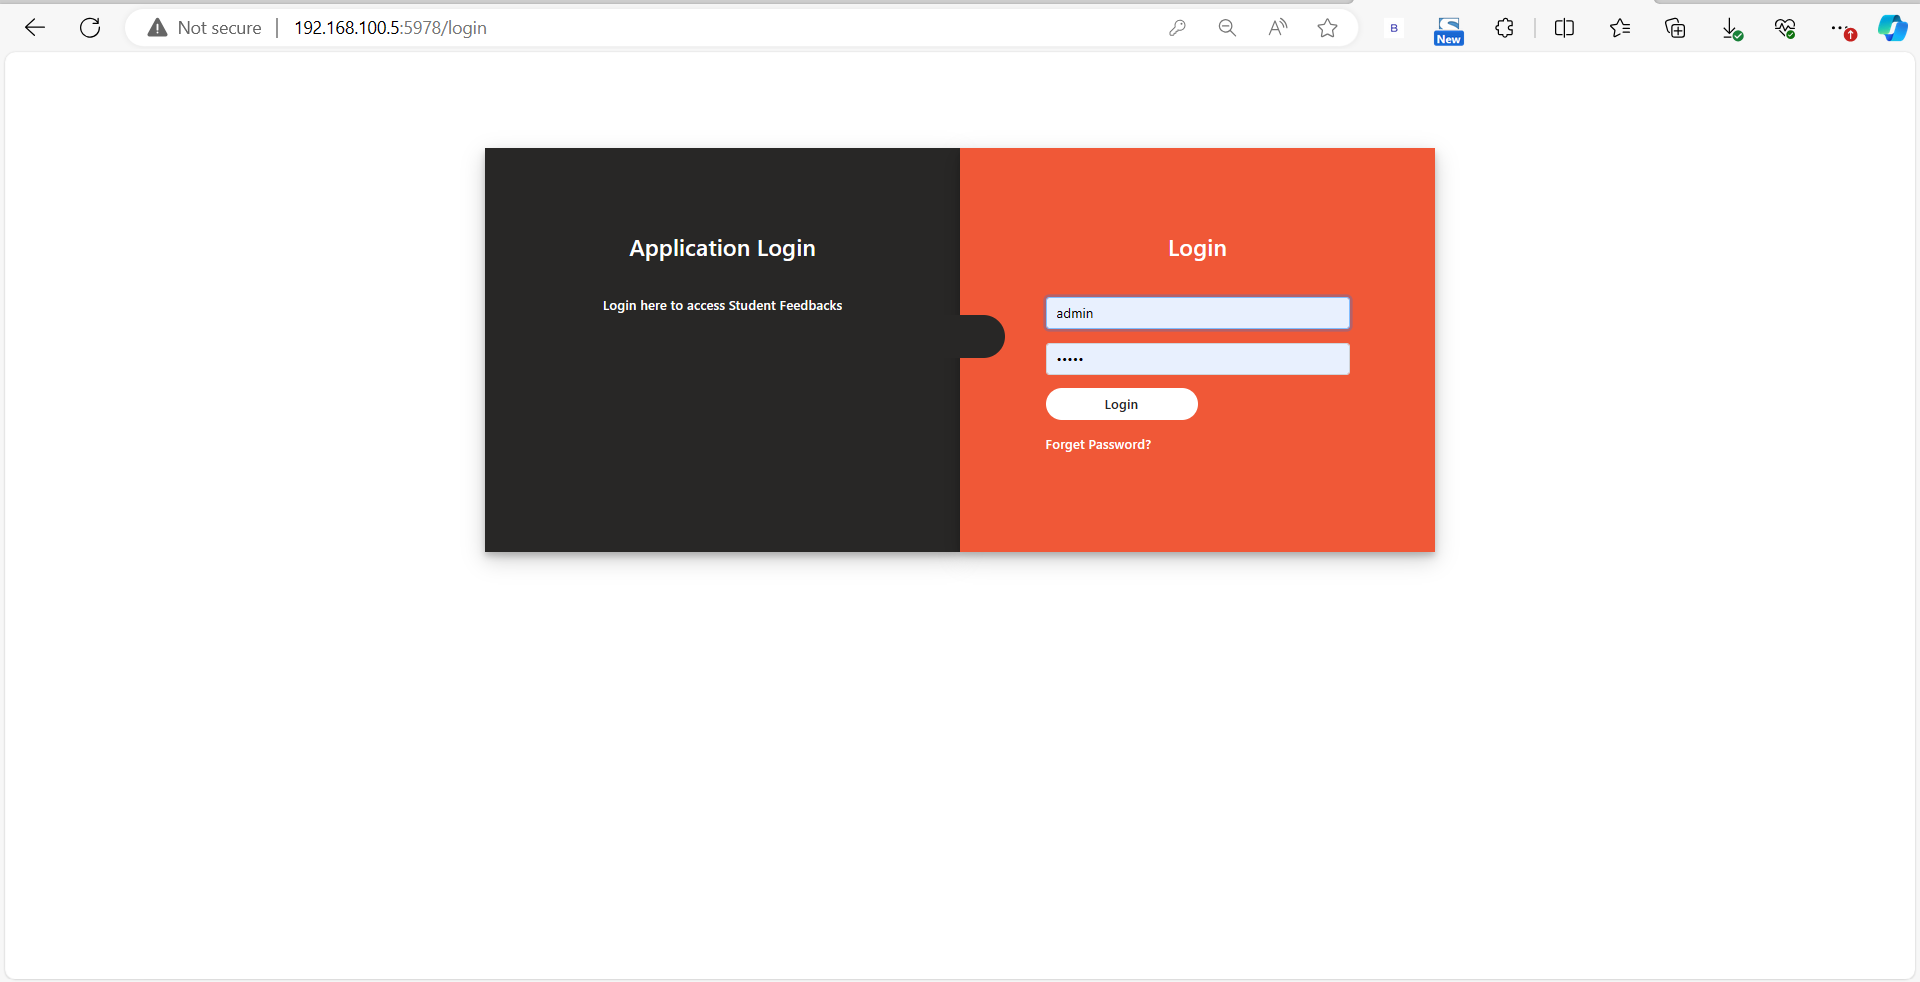 Not secure | 192.168.100.5:5978/login
B
New
Application Login
Login here to access Student Feedbacks
Login
admin
•••••
Login
Forget Password?